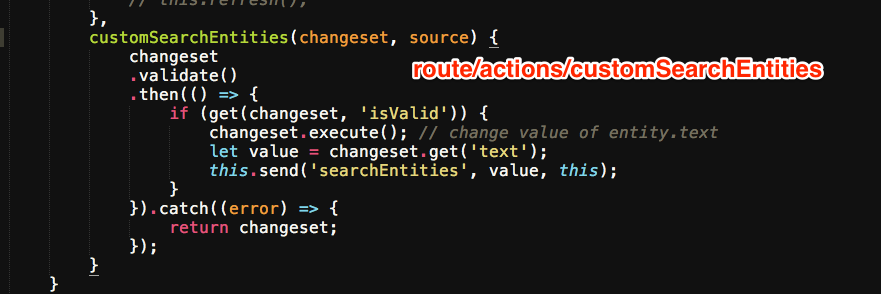 // this.refresh();
},
customSearchEntities(changeset, source) {
changeset
route/actions/customSearchEntities
.validate()
.then(() => {
if (get(changeset, 'isValid')) {
changeset.execute(); // change value of entity.text
let value = changeset.get('text');
this.send('searchEntities', value, this);
}
}).catch((error) => {
return changeset;
});
}
}